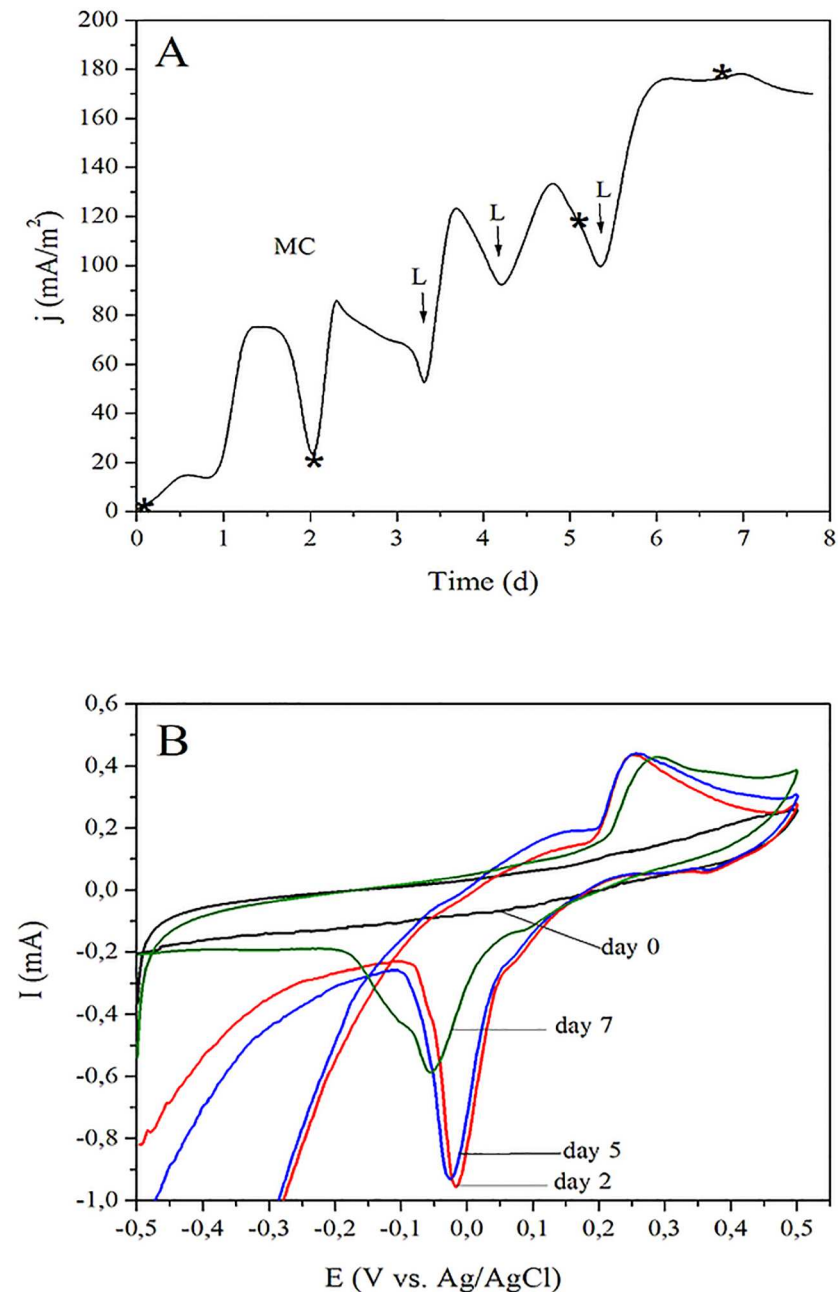 A
200
180
160
140
120
100
80
60
40
20
0
j (mA/m²)
MC
L
L
L
*
*
*
*
0 1 2 3 4 5 6 7 8
Time (d)
B
0,6
0,4
0,2
0,0
-0,2
-0,4
-0,6
-0,8
-1,0
I (mA)
day 0
day 7
day 5
day 2
-0,5 -0,4 -0,3 -0,2 -0,1 0,0 0,1 0,2 0,3 0,4 0,5
E (V vs. Ag/AgCl)